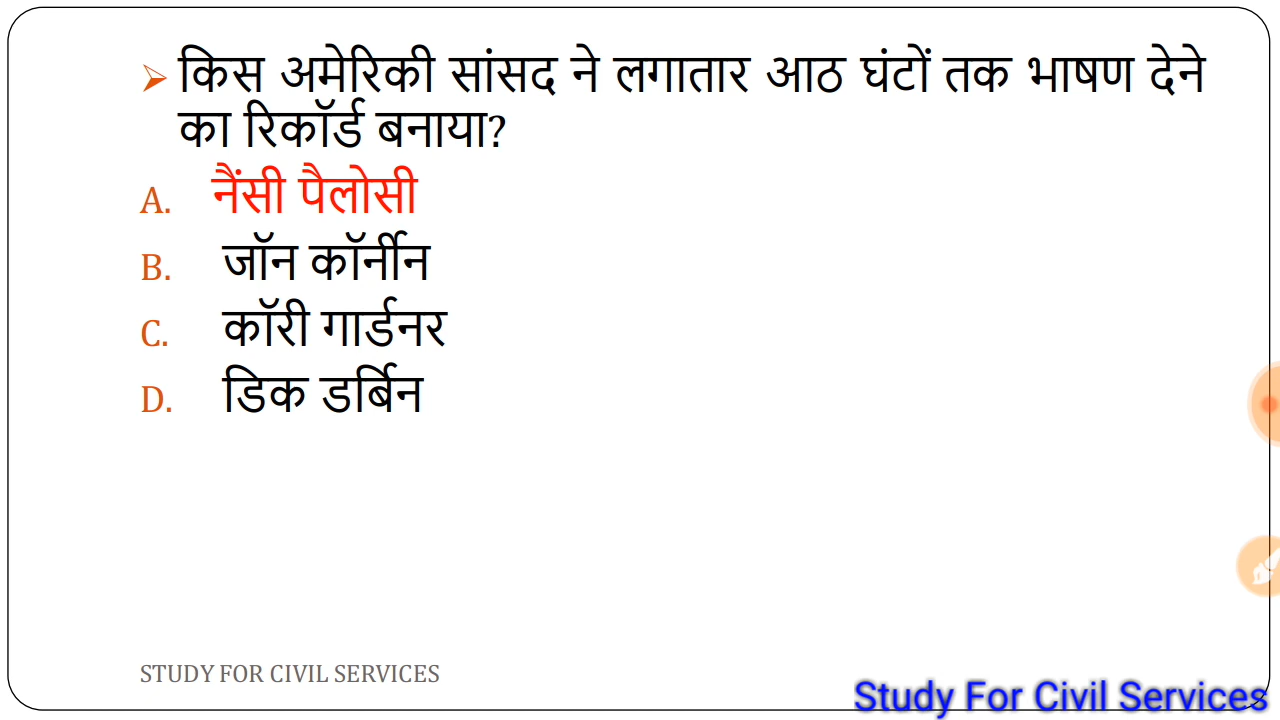 ➢ किस अमेरिकी सांसद ने लगातार आठ घंटों तक भाषण देने
का रिकॉर्ड बनाया?
A. नैंसी पैलोसी
B. जॉन कॉर्नीन
C. कॉरी गार्डनर
D. डिक डर्बिन
STUDY FOR CIVIL SERVICES
Study For Civil Services